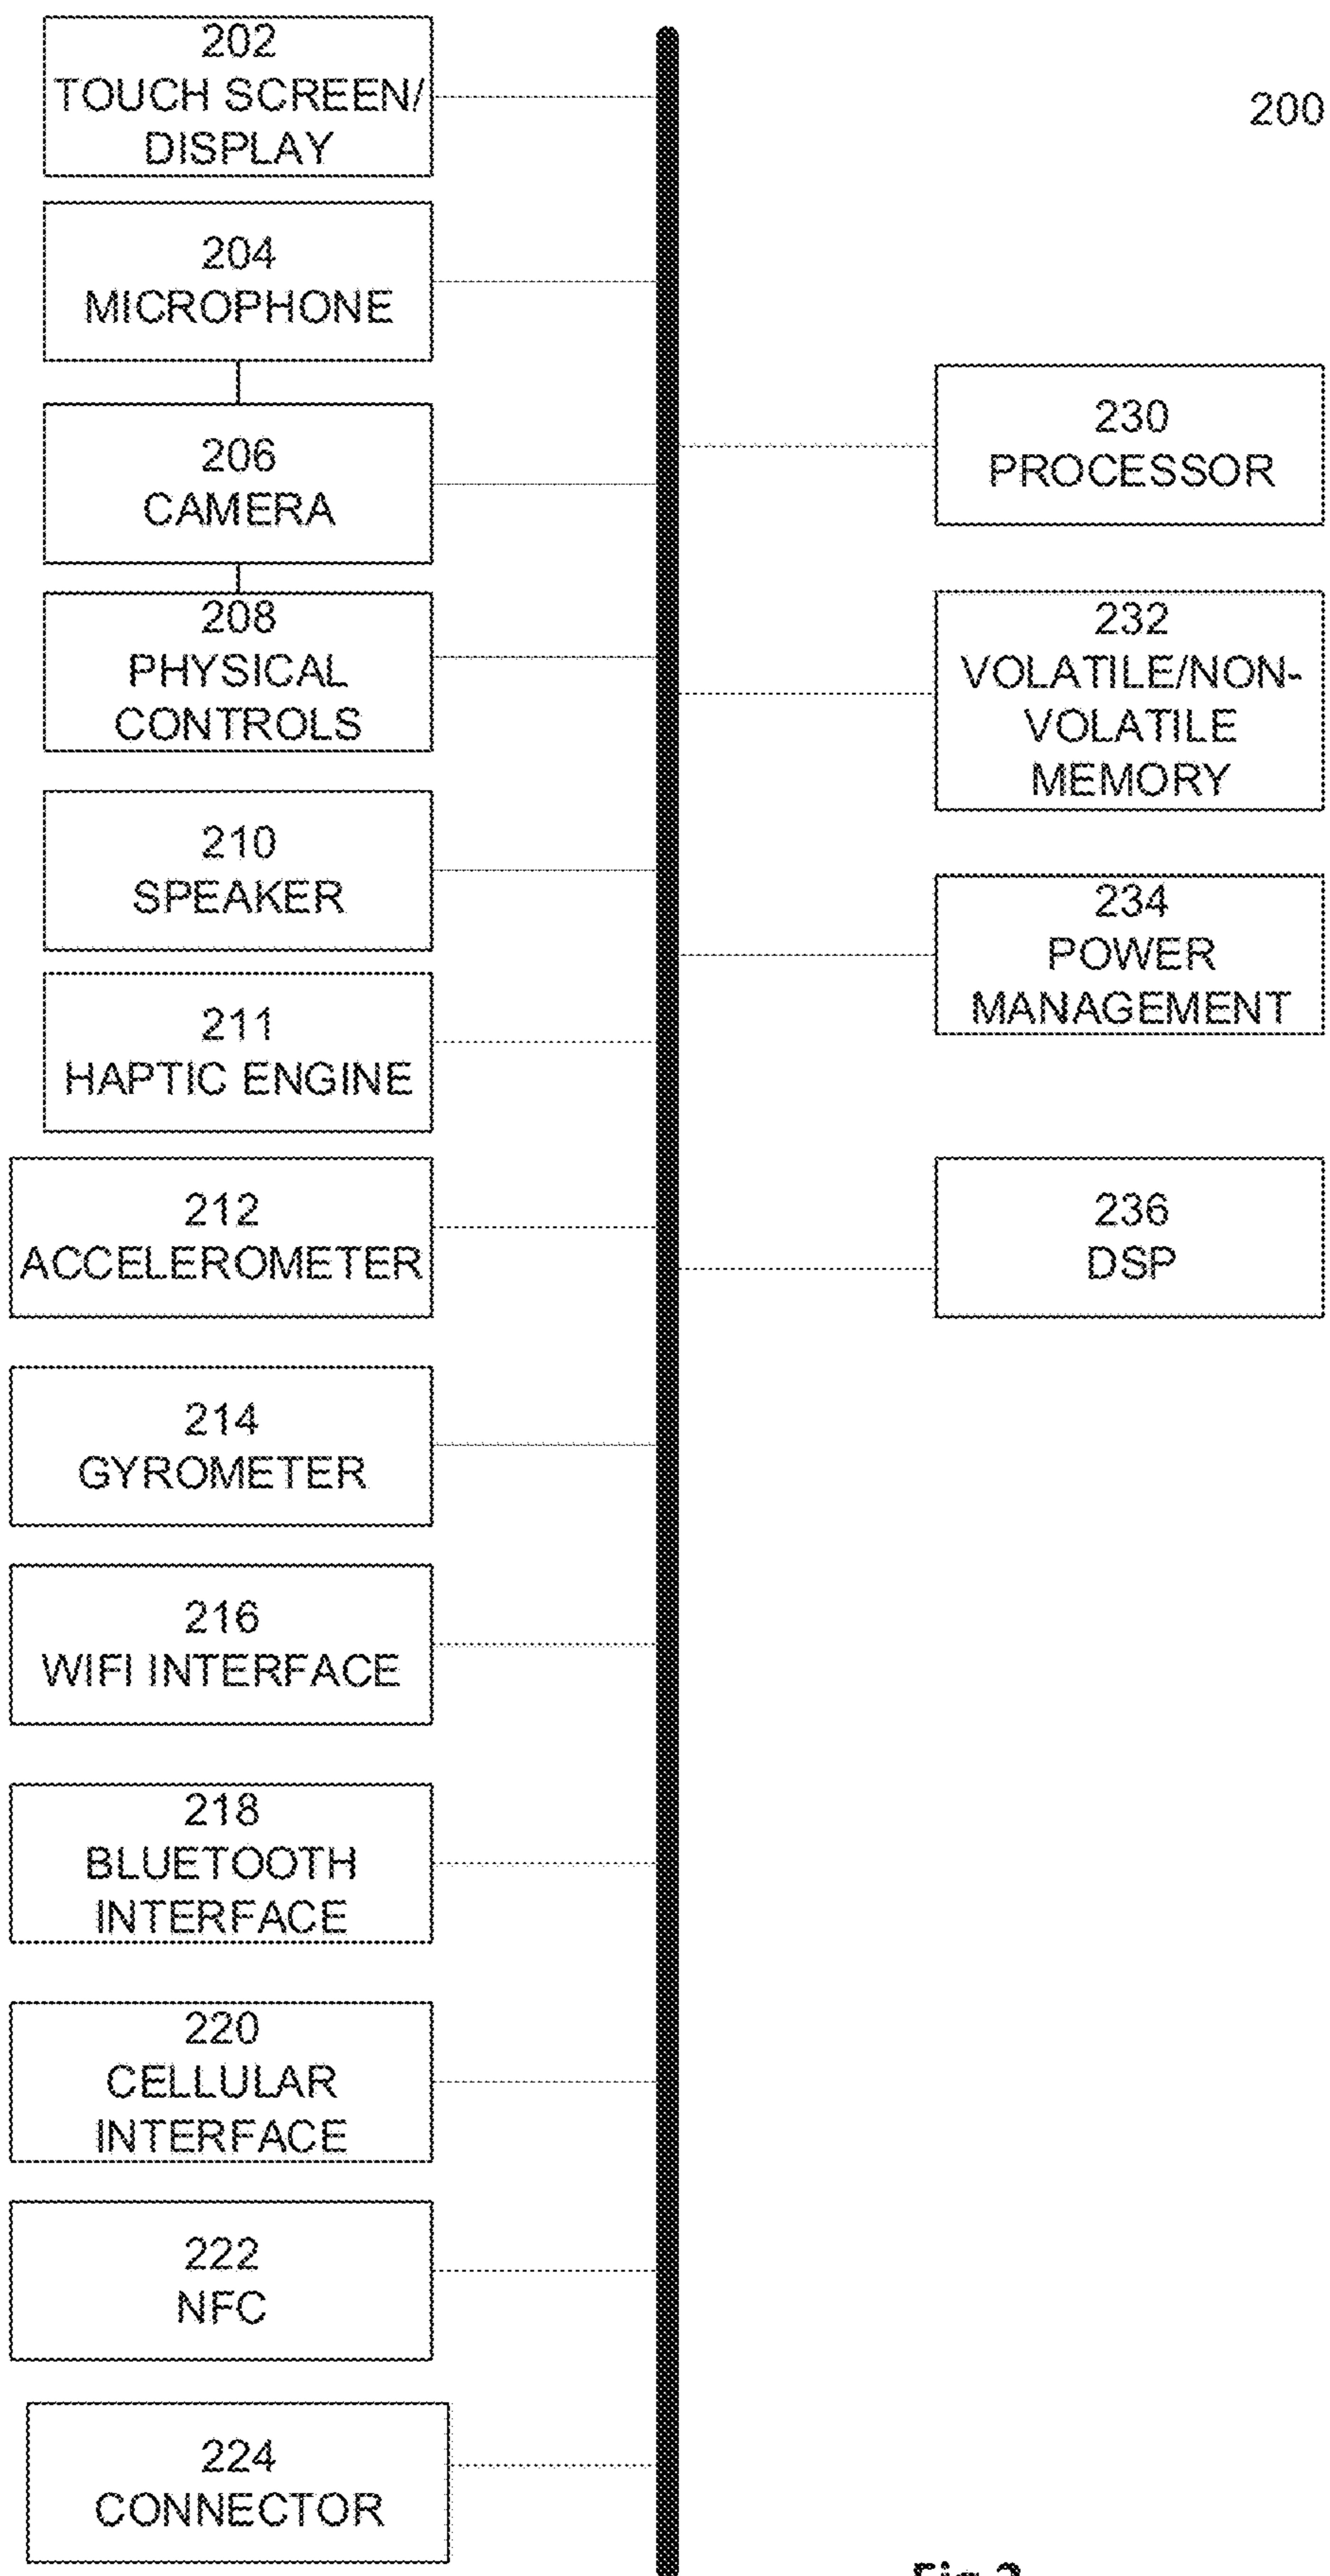 202
TOUCH SCREEN/
DISPLAY
200
204
MICROPHONE
206
CAMERA
208
PHYSICAL
CONTROLS
210
SPEAKER
211
HAPTIC ENGINE
212
ACCELEROMETER
214
GYROMETER
216
WIFI INTERFACE
218
BLUETOOTH
INTERFACE
220
CELLULAR
INTERFACE
222
NFC
224
CONNECTOR
230
PROCESSOR
232
VOLATILE/NON-
VOLATILE
MEMORY
234
POWER
MANAGEMENT
236
DSP